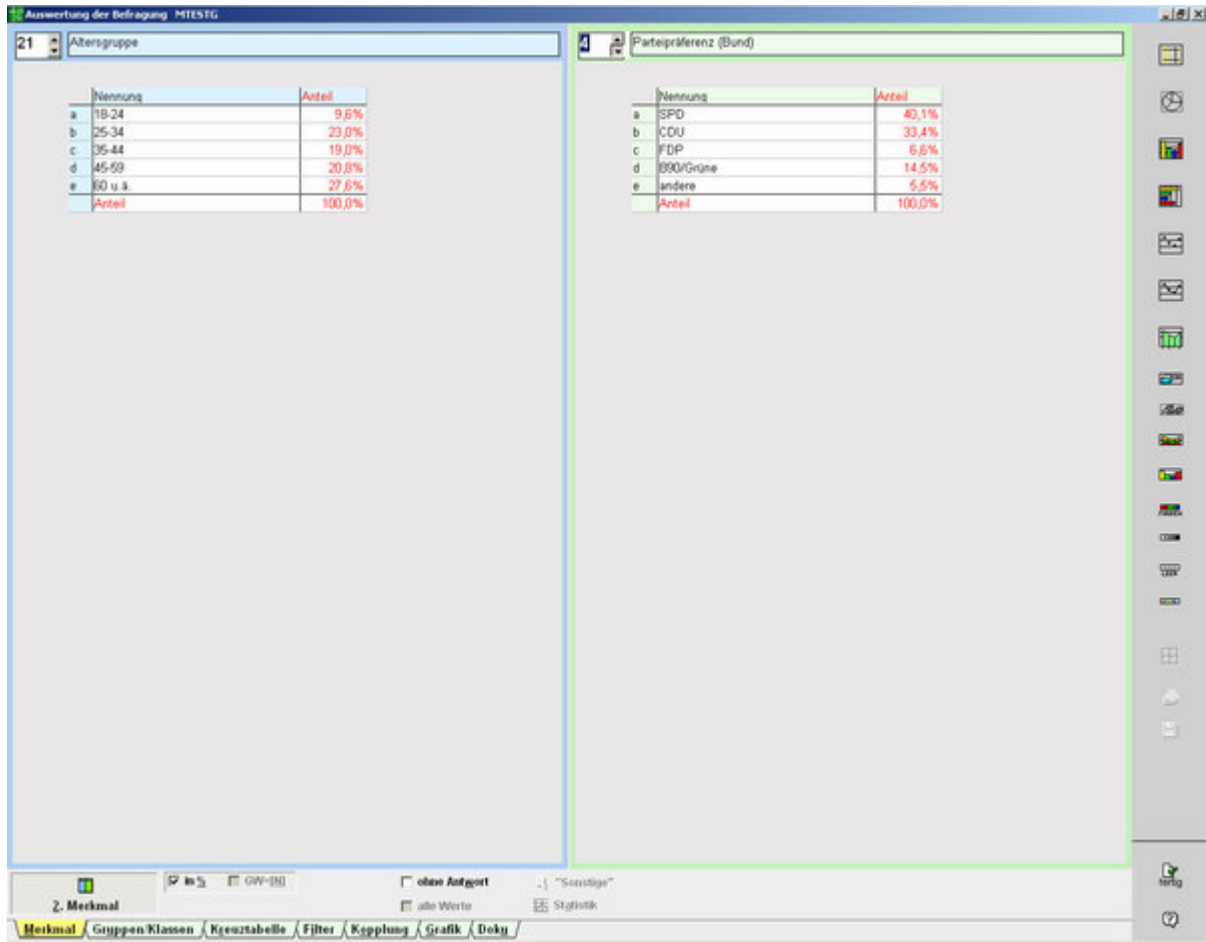 Auswertung der Befragung MTESTG
21 Altersgruppe
4 Parteipräferenz (Bund)
Nennung Anteil
a 18-24 9,6%
b 25-34 23,0%
c 35-44 19,0%
d 45-59 20,8%
e 60 u.ä. 27,6%
Anteil 100,0%
Nennung Anteil
a SPD 40,1%
b CDU 33,4%
c FDP 6,6%
d B90/Grüne 14,5%
e andere 5,5%
Anteil 100,0%
fertig
in % GW-[N] ohne Antwort "Sonstige"
2. Merkmal alle Werte Statistik
Merkmal Gruppen/Klassen Kreuztabelle Filter Kopplung Grafik Doku